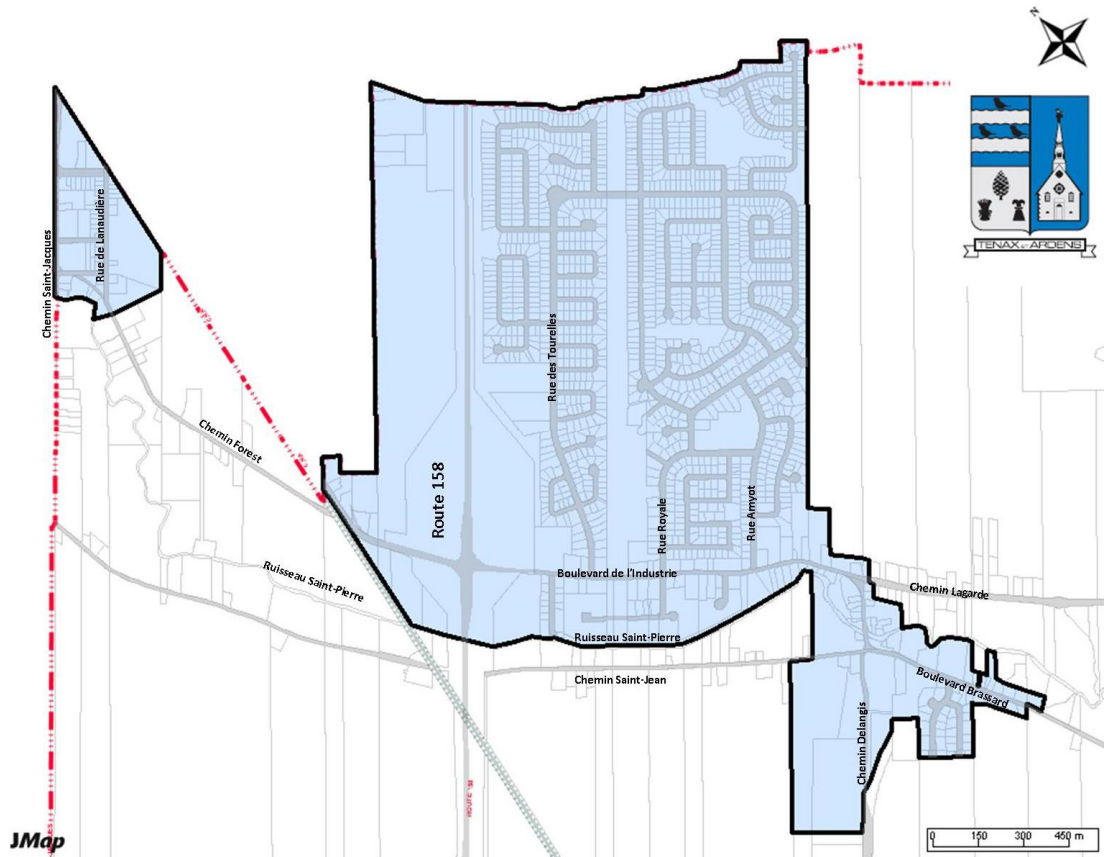 N
TENAX ET ARDENS
Chemin Saint-Jacques
Rue de Lanaudière
Rue des Tourelles
Chemin Forest
Route 158
Rue Royale
Rue Amyot
Boulevard de l'Industrie
Ruisseau Saint-Pierre
Chemin Lagarde
Ruisseau Saint-Pierre
Chemin Saint-Jean
Boulevard Brassard
Chemin Delangis
JMap
0 150 300 450 m